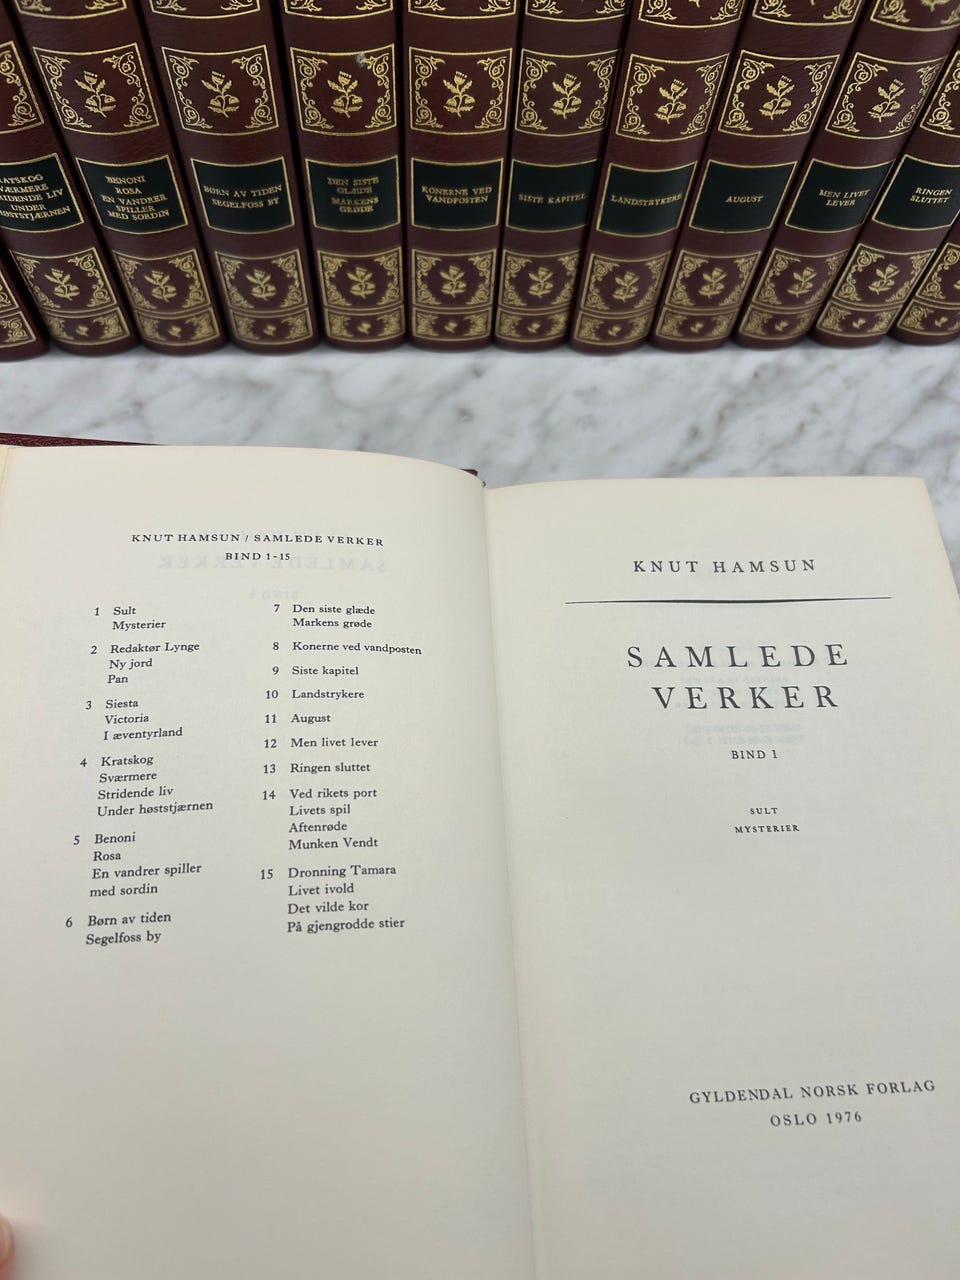 ATSKOG
VÆRMERE
RIDENDE LIV
UNDER
HØSTSTJÆRNEN
BENONI
ROSA
EN VANDRER
SPILLER
MED SORDIN
BØRN AV TIDEN
SEGELFOSS BY
DEN SISTE
GLÆDE
MARKENS
GRØDE
KONERNE VED
VANDPOSTEN
SISTE KAPITEL
LANDSTRYKERE
AUGUST
MEN LIVET
LEVER
RINGEN
SLUTTET
KNUT HAMSUN / SAMLEDE VERKER
BIND 1-15
1 Sult
Mysterier
2 Redaktør Lynge
Ny jord
Pan
3 Siesta
Victoria
I æventyrland
4 Kratskog
Sværmere
Stridende liv
Under høststjærnen
5 Benoni
Rosa
En vandrer spiller
med sordin
6 Børn av tiden
Segelfoss by
7 Den siste glæde
Markens grøde
8 Konerne ved vandposten
9 Siste kapitel
10 Landstrykere
11 August
12 Men livet lever
13 Ringen sluttet
14 Ved rikets port
Livets spil
Aftenrøde
Munken Vendt
15 Dronning Tamara
Livet ivold
Det vilde kor
På gjengrodde stier
KNUT HAMSUN
SAMLEDE
VERKER
BIND 1
SULT
MYSTERIER
GYLDENDAL NORSK FORLAG
OSLO 1976